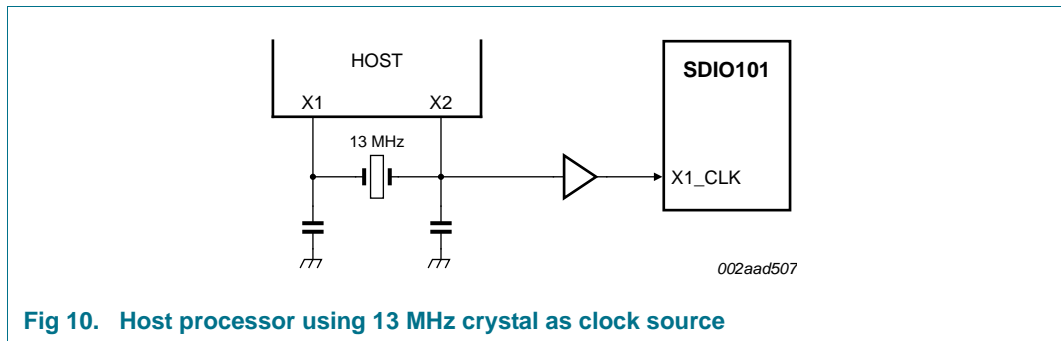 HOST
SDIO101
X1 X2
13 MHz
X1_CLK
002aad507
Fig 10. Host processor using 13 MHz crystal as clock source